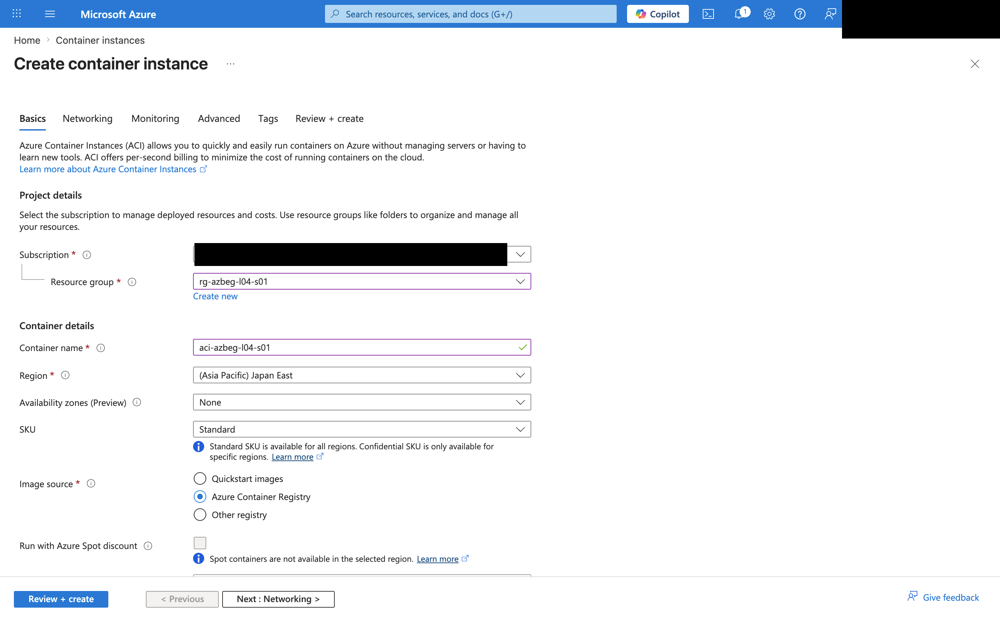 Microsoft Azure
Search resources, services, and docs (G+/)
Copilot
1
Home > Container instances
Create container instance ...
Basics Networking Monitoring Advanced Tags Review + create
Azure Container Instances (ACI) allows you to quickly and easily run containers on Azure without managing servers or having to
learn new tools. ACI offers per-second billing to minimize the cost of running containers on the cloud.
Learn more about Azure Container Instances
Project details
Select the subscription to manage deployed resources and costs. Use resource groups like folders to organize and manage all
your resources.
Subscription *
Resource group * rg-azbeg-l04-s01
Create new
Container details
Container name * aci-azbeg-l04-s01
Region * (Asia Pacific) Japan East
Availability zones (Preview) None
SKU Standard
Standard SKU is available for all regions. Confidential SKU is only available for
specific regions. Learn more
Image source * Quickstart images
Azure Container Registry
Other registry
Run with Azure Spot discount
Spot containers are not available in the selected region. Learn more
Review + create < Previous Next : Networking > Give feedback